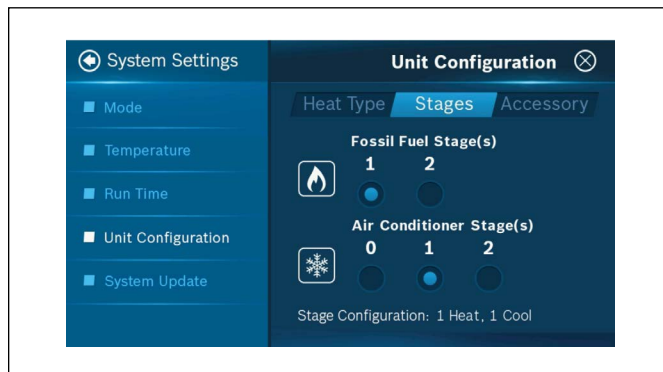 System Settings
Mode
Temperature
Run Time
Unit Configuration
System Update
Unit Configuration
Heat Type Stages Accessory
Fossil Fuel Stage(s)
1 2
Air Conditioner Stage(s)
0 1 2
Stage Configuration: 1 Heat, 1 Cool